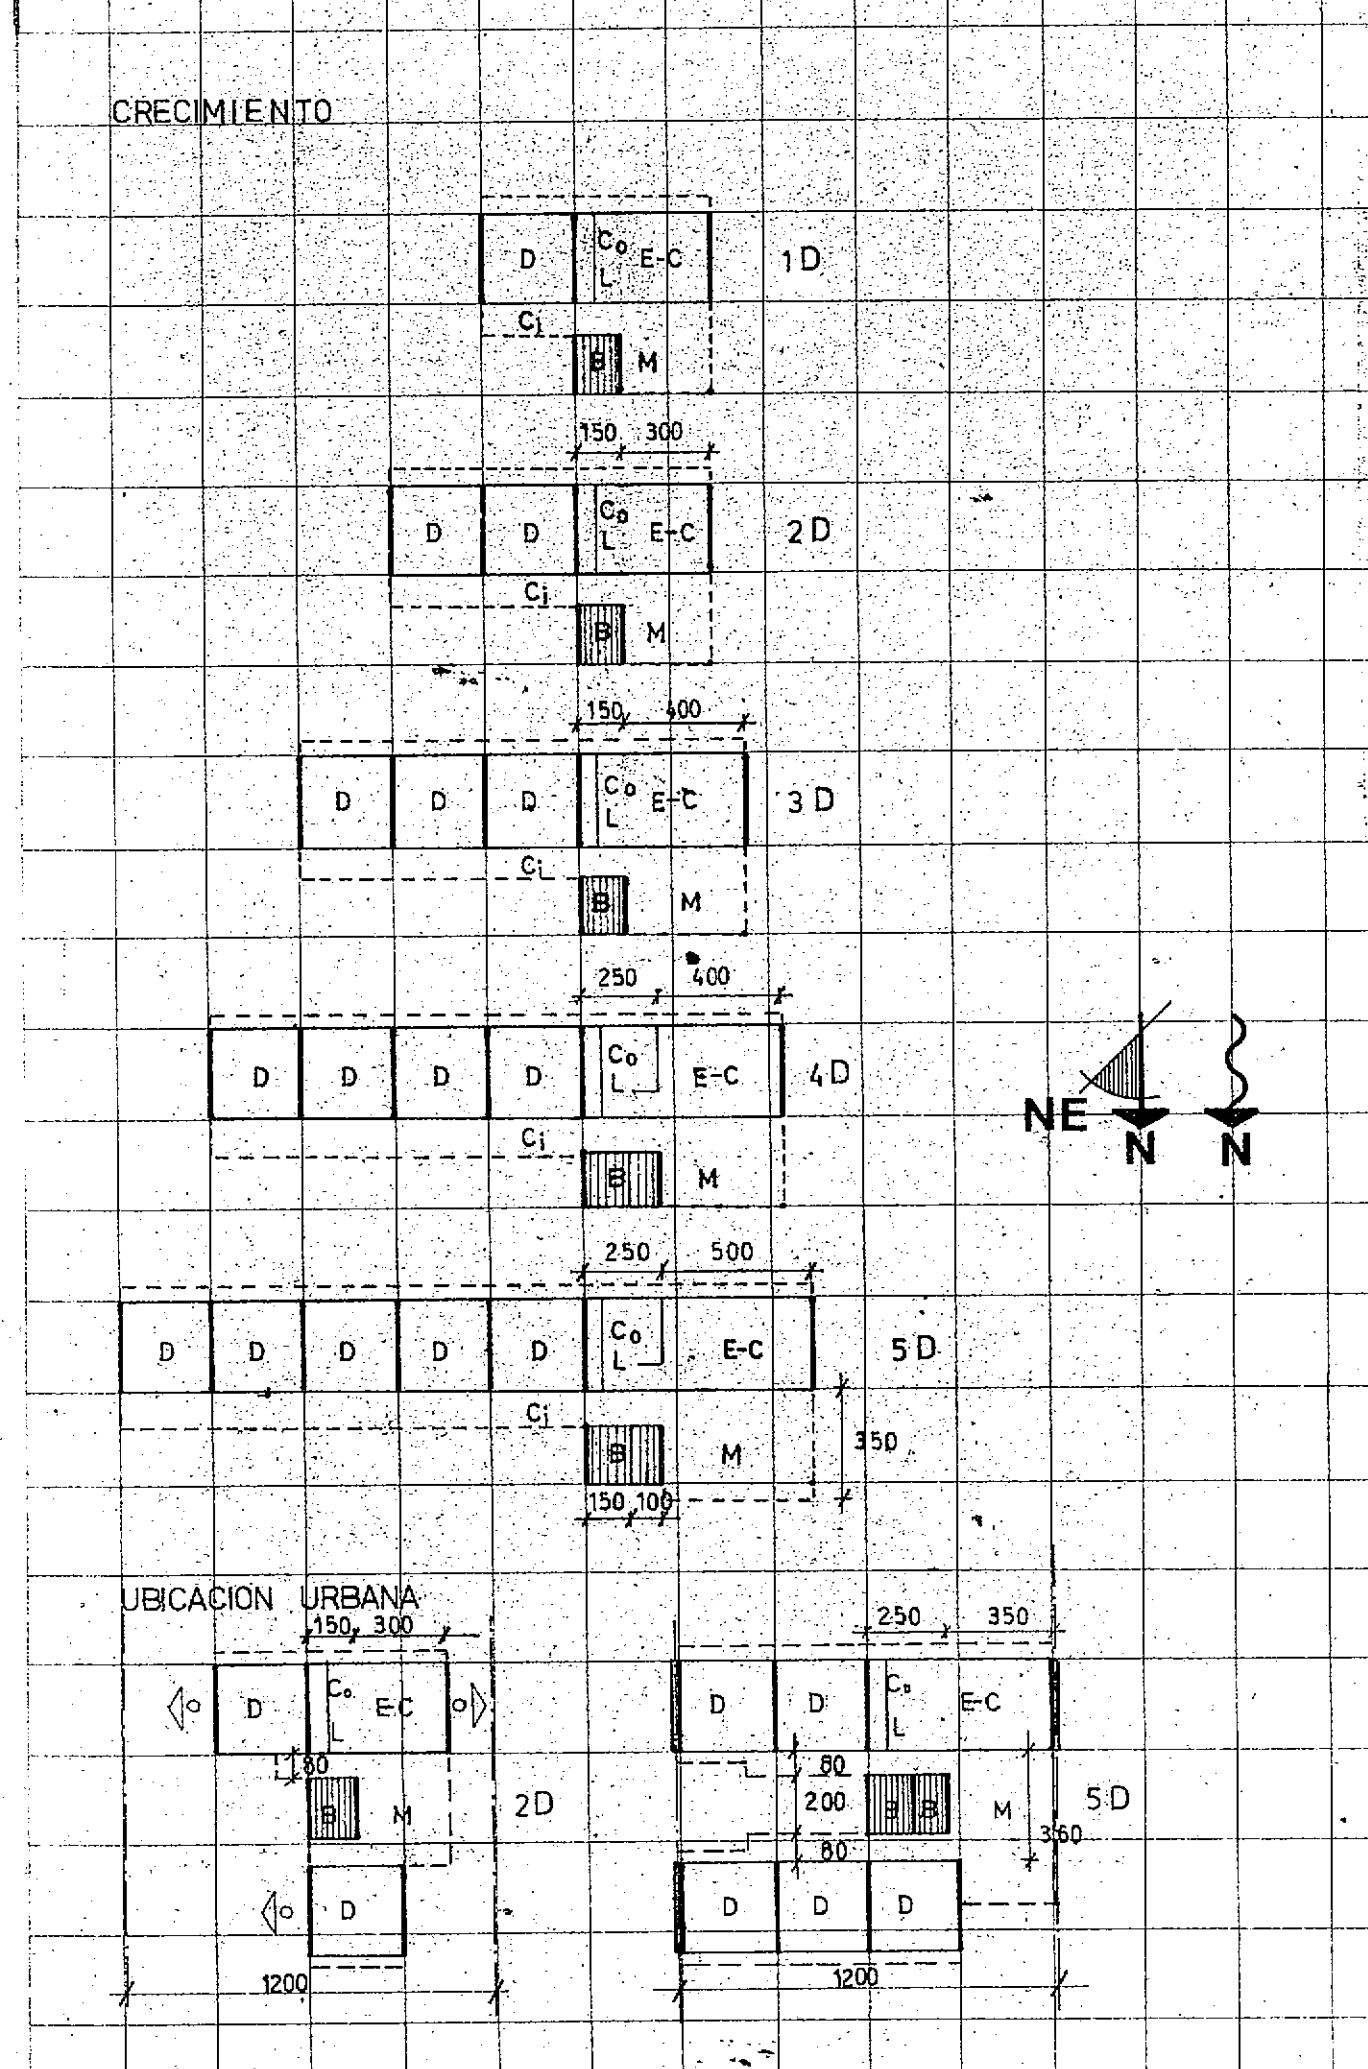 CRECIMIENTO
D Co E-C 1D
L
Ci
B M
150 300
D D Co E-C 2D
L
Ci
B M
150 400
D D D Co E-C 3D
L
Ci
B M
250 400
D D D D Co E-C 4D
L
NE N N
Ci
B M
250 500
D D D D D Co E-C 5D
L
Ci
B M 350
150 100
UBICACION URBANA
150 300
D Co E-C
L
80
B M 2D
D
1200
250 350
D D Co E-C
L
80
200 B B M 5D
360
80
D D D
1200